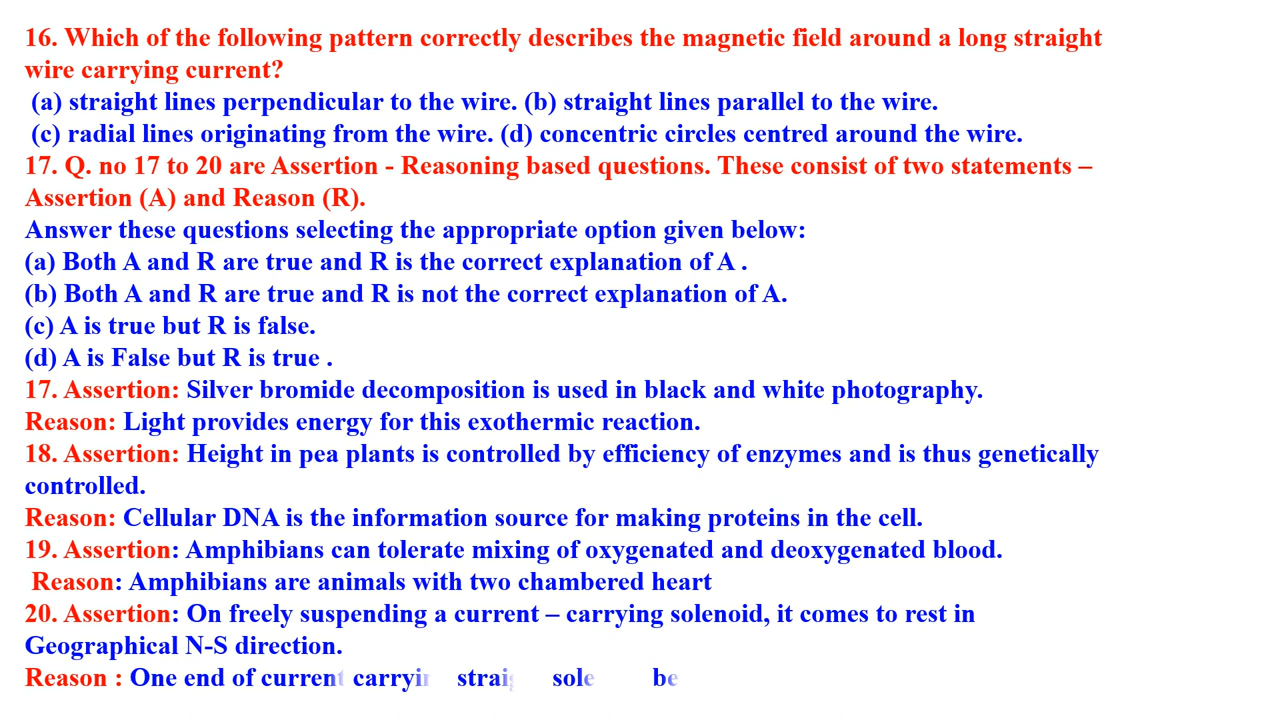 16. Which of the following pattern correctly describes the magnetic field around a long straight
wire carrying current?
(a) straight lines perpendicular to the wire. (b) straight lines parallel to the wire.
(c) radial lines originating from the wire. (d) concentric circles centred around the wire.
17. Q. no 17 to 20 are Assertion - Reasoning based questions. These consist of two statements –
Assertion (A) and Reason (R).
Answer these questions selecting the appropriate option given below:
(a) Both A and R are true and R is the correct explanation of A .
(b) Both A and R are true and R is not the correct explanation of A.
(c) A is true but R is false.
(d) A is False but R is true .
17. Assertion: Silver bromide decomposition is used in black and white photography.
Reason: Light provides energy for this exothermic reaction.
18. Assertion: Height in pea plants is controlled by efficiency of enzymes and is thus genetically
controlled.
Reason: Cellular DNA is the information source for making proteins in the cell.
19. Assertion: Amphibians can tolerate mixing of oxygenated and deoxygenated blood.
Reason: Amphibians are animals with two chambered heart
20. Assertion: On freely suspending a current – carrying solenoid, it comes to rest in
Geographical N-S direction.
Reason : One end of current